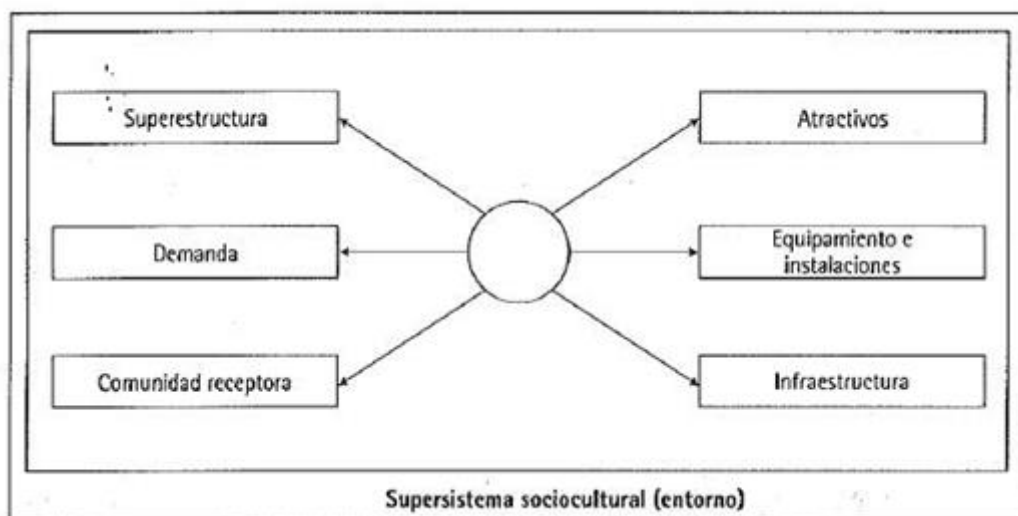 Superestructura
Atractivos
Demanda
Equipamiento e
instalaciones
Comunidad receptora
Infraestructura
Supersistema sociocultural (entorno)